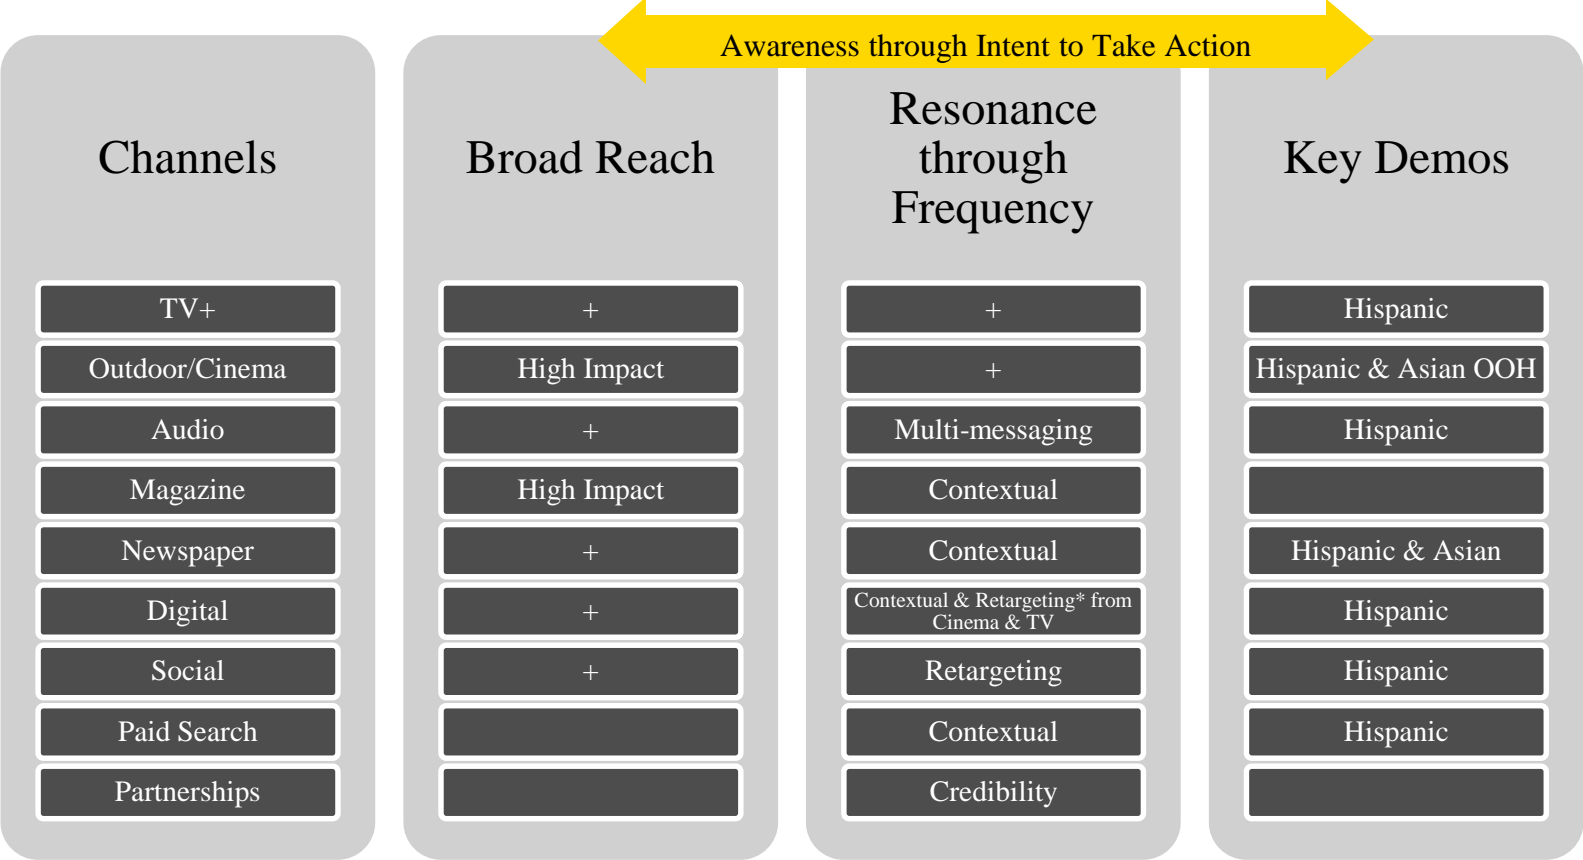 Awareness through Intent to Take Action
Channels
Broad Reach
Resonance
through
Frequency
Key Demos
TV+
+
+
Hispanic
Outdoor/Cinema
High Impact
+
Hispanic & Asian OOH
Audio
+
Multi-messaging
Hispanic
Magazine
High Impact
Contextual
Newspaper
+
Contextual
Hispanic & Asian
Digital
+
Contextual & Retargeting* from
Cinema & TV
Hispanic
Social
+
Retargeting
Hispanic
Paid Search
Contextual
Hispanic
Partnerships
Credibility